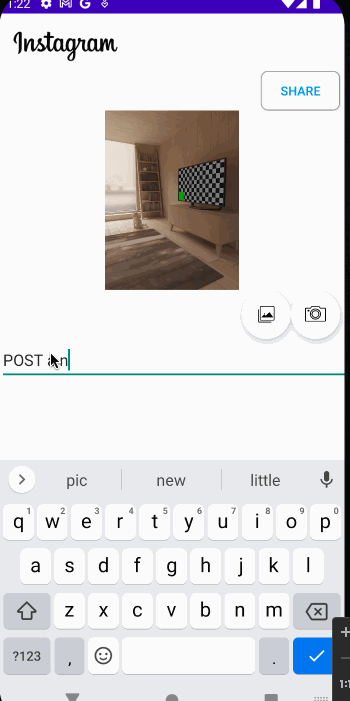 1:22
Instagram
SHARE
POST
pic new little
q1 w2 e3 r4 t5 y6 u7 i8 o9 p0
a s d f g h j k l
z x c v b n m
?123 , .